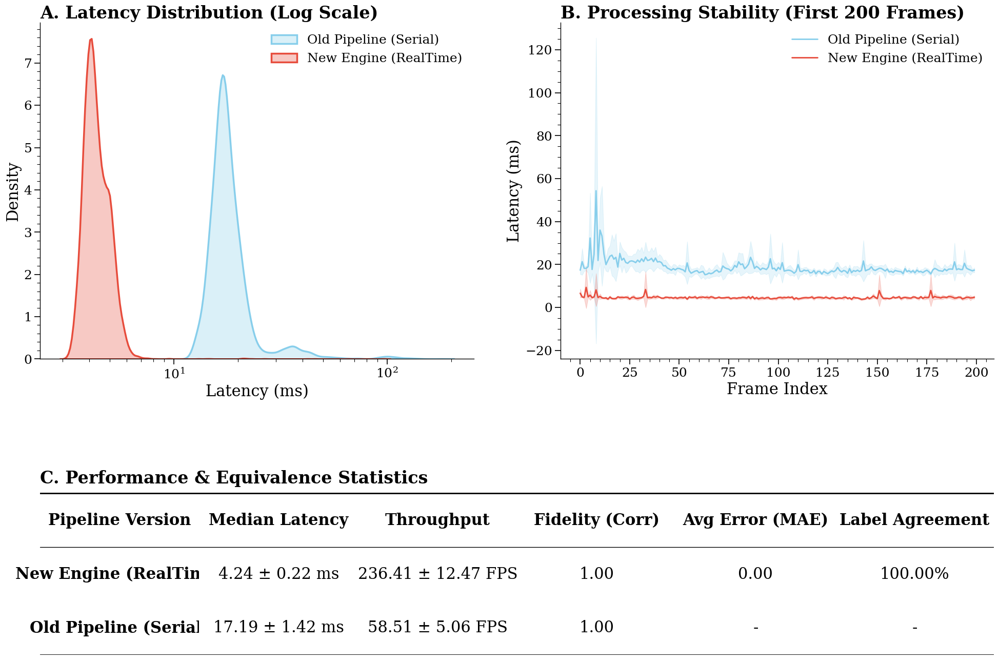 A. Latency Distribution (Log Scale)
Old Pipeline (Serial)
New Engine (RealTime)
7
6
5
4
3
2
1
0
Density
10¹
10²
Latency (ms)
B. Processing Stability (First 200 Frames)
Old Pipeline (Serial)
New Engine (RealTime)
120
100
80
60
40
20
0
−20
Latency (ms)
0 25 50 75 100 125 150 175 200
Frame Index
C. Performance & Equivalence Statistics
Pipeline Version Median Latency Throughput Fidelity (Corr) Avg Error (MAE) Label Agreement
New Engine (RealTin 4.24 ± 0.22 ms 236.41 ± 12.47 FPS 1.00 0.00 100.00%
Old Pipeline (Serial 17.19 ± 1.42 ms 58.51 ± 5.06 FPS 1.00 - -